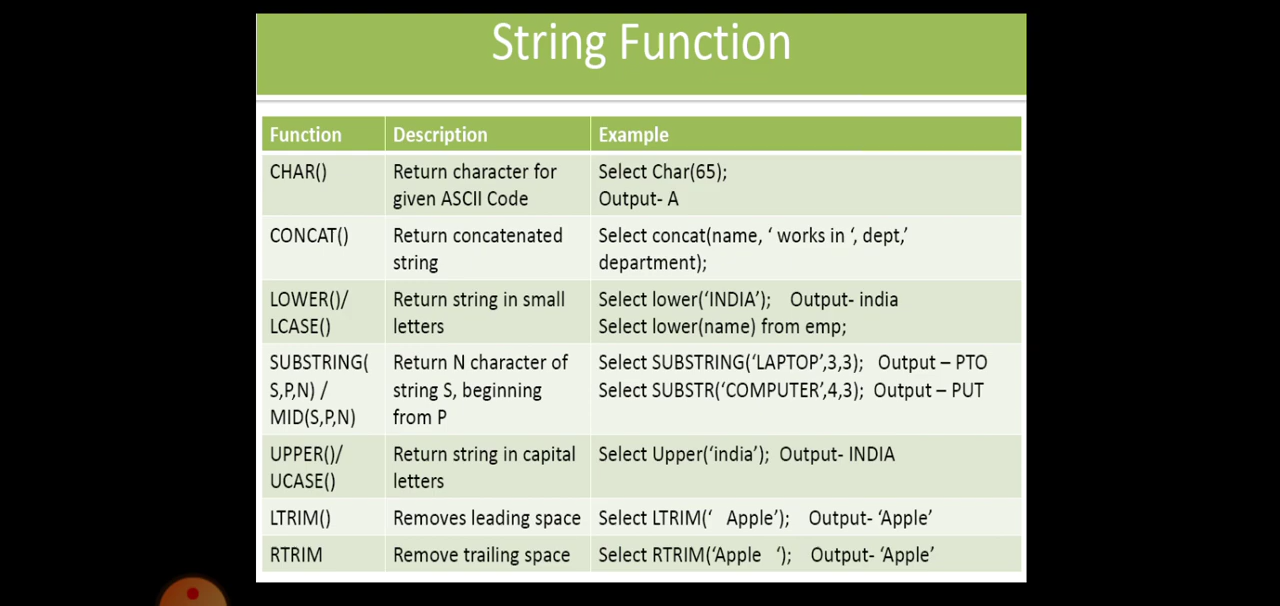 String Function
Function Description Example
CHAR() Return character for Select Char(65);
given ASCII Code Output- A
CONCAT() Return concatenated Select concat(name, ‘ works in ‘, dept,’
string department);
LOWER()/ Return string in small Select lower(‘INDIA’); Output- india
LCASE() letters Select lower(name) from emp;
SUBSTRING( Return N character of Select SUBSTRING(‘LAPTOP’,3,3); Output – PTO
S,P,N) / string S, beginning Select SUBSTR(‘COMPUTER’,4,3); Output – PUT
MID(S,P,N) from P
UPPER()/ Return string in capital Select Upper(‘india’); Output- INDIA
UCASE() letters
LTRIM() Removes leading space Select LTRIM(‘ Apple’); Output- ‘Apple’
RTRIM Remove trailing space Select RTRIM(‘Apple ‘); Output- ‘Apple’